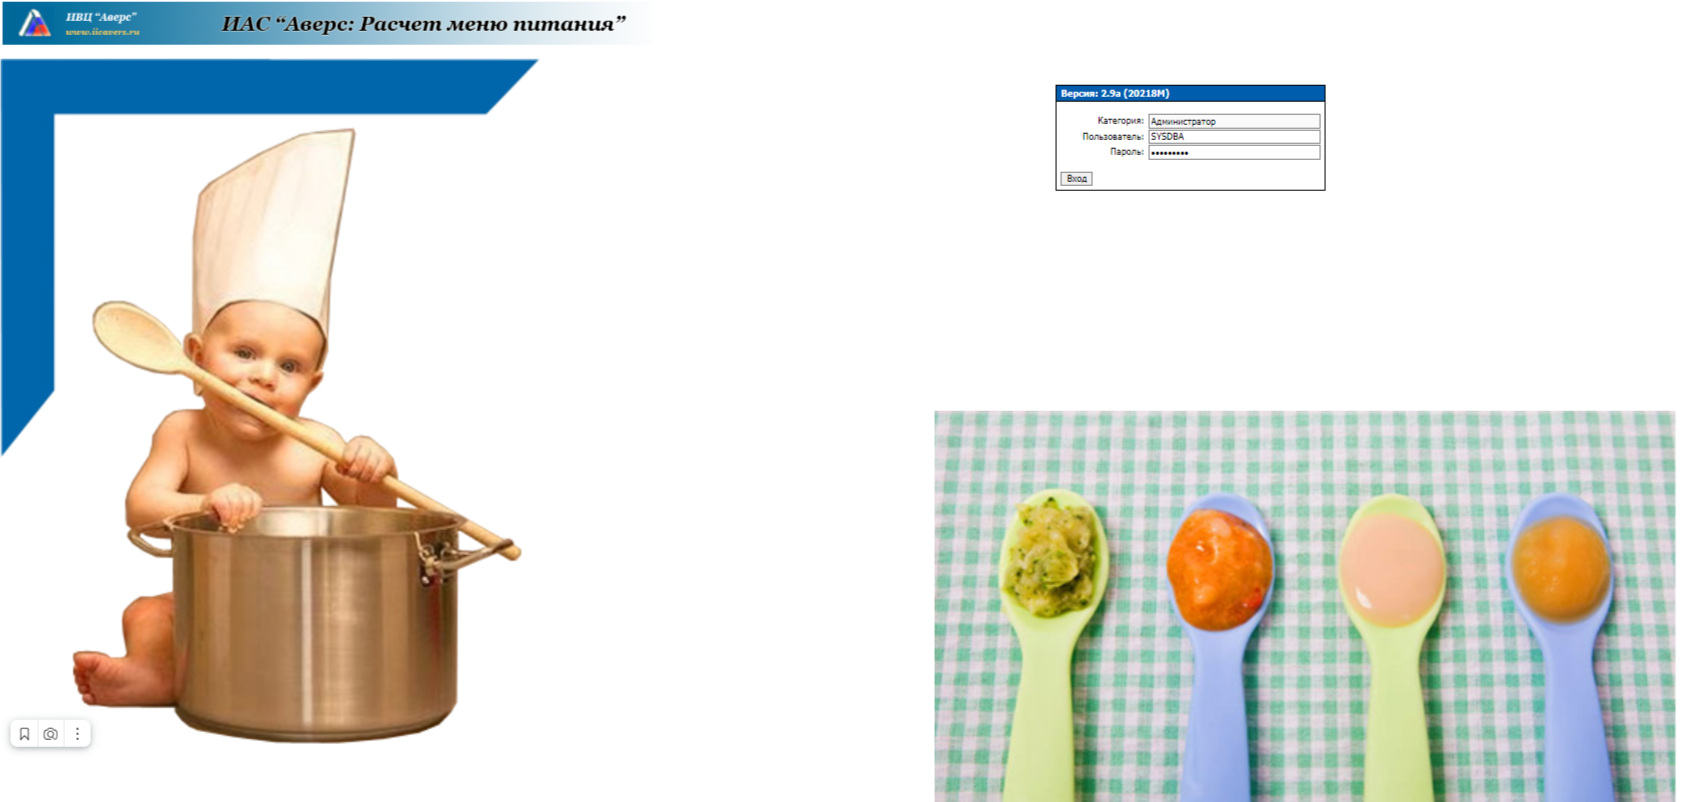 ИВЦ “Аверс”
www.iicavers.ru
ИАС “Аверс: Расчет меню питания”
Версия: 2.9a (20218M)
Категория: Администратор
Пользователь: SYSDBA
Пароль: •••••••••
Вход